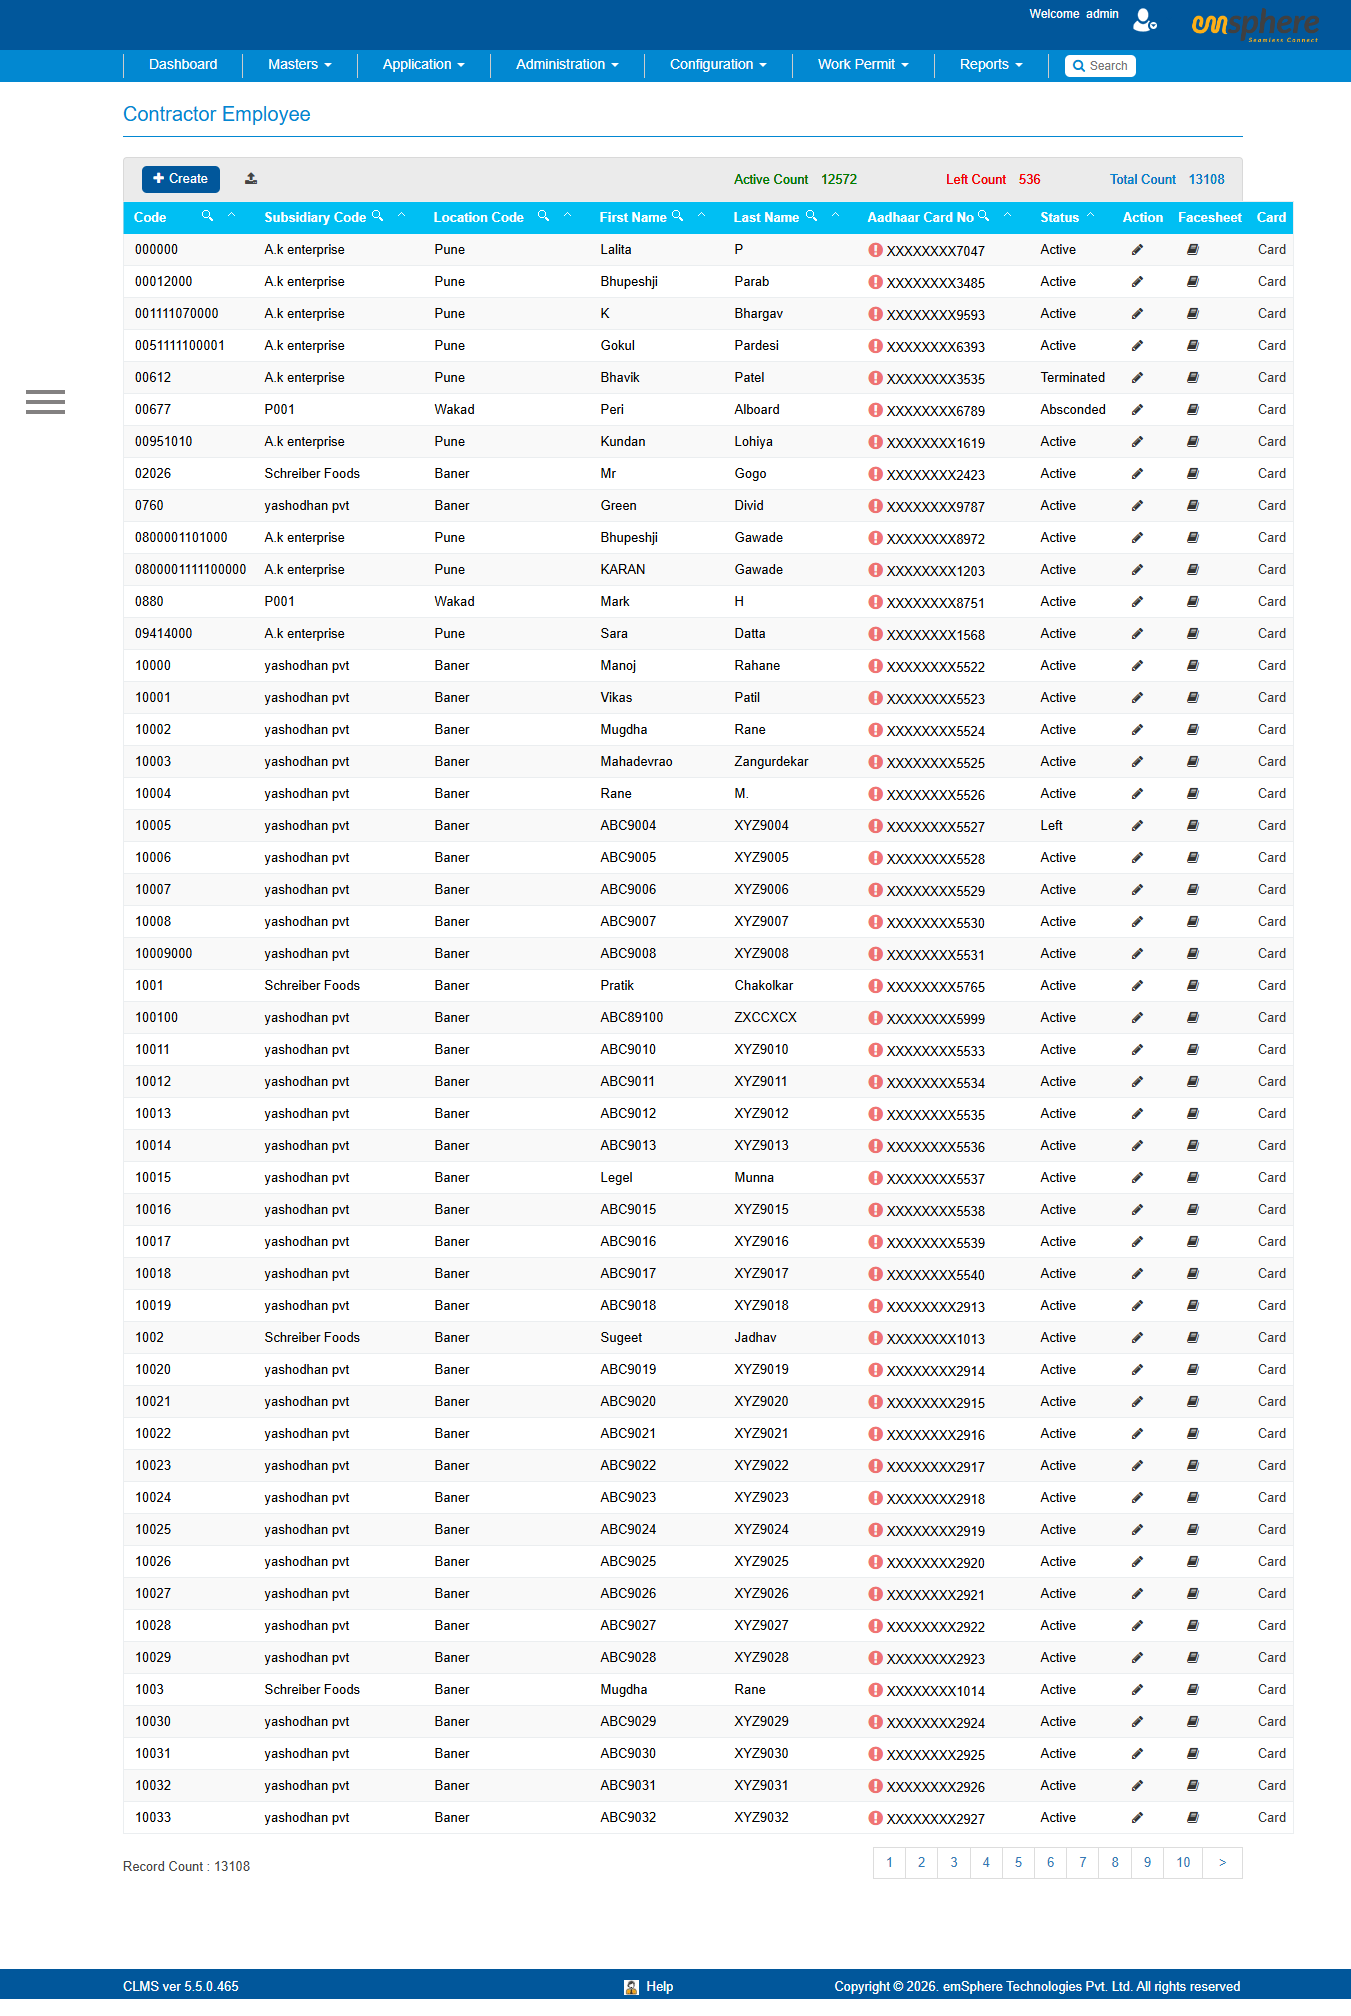 Welcome admin
emsphere
Seamless Connect
Dashboard Masters Application Administration Configuration Work Permit Reports Search
Contractor Employee
Create Active Count 12572 Left Count 536 Total Count 13108
Code Subsidiary Code Location Code First Name Last Name Aadhaar Card No Status Action Facesheet Card
000000 A.k enterprise Pune Lalita P XXXXXXXX7047 Active Card
00012000 A.k enterprise Pune Bhupeshji Parab XXXXXXXX3485 Active Card
001111070000 A.k enterprise Pune K Bhargav XXXXXXXX9593 Active Card
0051111100001 A.k enterprise Pune Gokul Pardesi XXXXXXXX6393 Active Card
00612 A.k enterprise Pune Bhavik Patel XXXXXXXX3535 Terminated Card
00677 P001 Wakad Peri Alboard XXXXXXXX6789 Absconded Card
00951010 A.k enterprise Pune Kundan Lohiya XXXXXXXX1619 Active Card
02026 Schreiber Foods Baner Mr Gogo XXXXXXXX2423 Active Card
0760 yashodhan pvt Baner Green Divid XXXXXXXX9787 Active Card
0800001101000 A.k enterprise Pune Bhupeshji Gawade XXXXXXXX8972 Active Card
0800001111100000 A.k enterprise Pune KARAN Gawade XXXXXXXX1203 Active Card
0880 P001 Wakad Mark H XXXXXXXX8751 Active Card
09414000 A.k enterprise Pune Sara Datta XXXXXXXX1568 Active Card
10000 yashodhan pvt Baner Manoj Rahane XXXXXXXX5522 Active Card
10001 yashodhan pvt Baner Vikas Patil XXXXXXXX5523 Active Card
10002 yashodhan pvt Baner Mugdha Rane XXXXXXXX5524 Active Card
10003 yashodhan pvt Baner Mahadevrao Zangurdekar XXXXXXXX5525 Active Card
10004 yashodhan pvt Baner Rane M. XXXXXXXX5526 Active Card
10005 yashodhan pvt Baner ABC9004 XYZ9004 XXXXXXXX5527 Left Card
10006 yashodhan pvt Baner ABC9005 XYZ9005 XXXXXXXX5528 Active Card
10007 yashodhan pvt Baner ABC9006 XYZ9006 XXXXXXXX5529 Active Card
10008 yashodhan pvt Baner ABC9007 XYZ9007 XXXXXXXX5530 Active Card
10009000 yashodhan pvt Baner ABC9008 XYZ9008 XXXXXXXX5531 Active Card
1001 Schreiber Foods Baner Pratik Chakolkar XXXXXXXX5765 Active Card
100100 yashodhan pvt Baner ABC89100 ZXCCXCX XXXXXXXX5999 Active Card
10011 yashodhan pvt Baner ABC9010 XYZ9010 XXXXXXXX5533 Active Card
10012 yashodhan pvt Baner ABC9011 XYZ9011 XXXXXXXX5534 Active Card
10013 yashodhan pvt Baner ABC9012 XYZ9012 XXXXXXXX5535 Active Card
10014 yashodhan pvt Baner ABC9013 XYZ9013 XXXXXXXX5536 Active Card
10015 yashodhan pvt Baner Legel Munna XXXXXXXX5537 Active Card
10016 yashodhan pvt Baner ABC9015 XYZ9015 XXXXXXXX5538 Active Card
10017 yashodhan pvt Baner ABC9016 XYZ9016 XXXXXXXX5539 Active Card
10018 yashodhan pvt Baner ABC9017 XYZ9017 XXXXXXXX5540 Active Card
10019 yashodhan pvt Baner ABC9018 XYZ9018 XXXXXXXX2913 Active Card
1002 Schreiber Foods Baner Sugeet Jadhav XXXXXXXX1013 Active Card
10020 yashodhan pvt Baner ABC9019 XYZ9019 XXXXXXXX2914 Active Card
10021 yashodhan pvt Baner ABC9020 XYZ9020 XXXXXXXX2915 Active Card
10022 yashodhan pvt Baner ABC9021 XYZ9021 XXXXXXXX2916 Active Card
10023 yashodhan pvt Baner ABC9022 XYZ9022 XXXXXXXX2917 Active Card
10024 yashodhan pvt Baner ABC9023 XYZ9023 XXXXXXXX2918 Active Card
10025 yashodhan pvt Baner ABC9024 XYZ9024 XXXXXXXX2919 Active Card
10026 yashodhan pvt Baner ABC9025 XYZ9025 XXXXXXXX2920 Active Card
10027 yashodhan pvt Baner ABC9026 XYZ9026 XXXXXXXX2921 Active Card
10028 yashodhan pvt Baner ABC9027 XYZ9027 XXXXXXXX2922 Active Card
10029 yashodhan pvt Baner ABC9028 XYZ9028 XXXXXXXX2923 Active Card
1003 Schreiber Foods Baner Mugdha Rane XXXXXXXX1014 Active Card
10030 yashodhan pvt Baner ABC9029 XYZ9029 XXXXXXXX2924 Active Card
10031 yashodhan pvt Baner ABC9030 XYZ9030 XXXXXXXX2925 Active Card
10032 yashodhan pvt Baner ABC9031 XYZ9031 XXXXXXXX2926 Active Card
10033 yashodhan pvt Baner ABC9032 XYZ9032 XXXXXXXX2927 Active Card
Record Count : 13108 1 2 3 4 5 6 7 8 9 10 >
CLMS ver 5.5.0.465 Help Copyright © 2026. emSphere Technologies Pvt. Ltd. All rights reserved